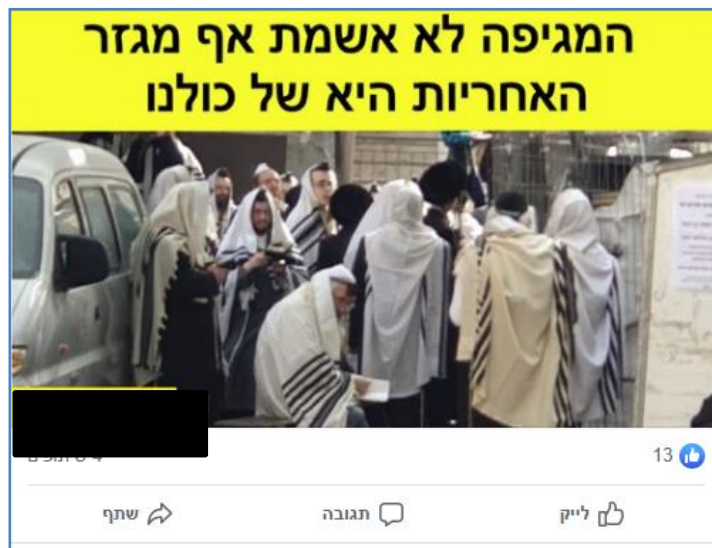 המגיפה לא אשמת אף מגזר
האחריות היא של כולנו
13
לייק
תגובה
שתף